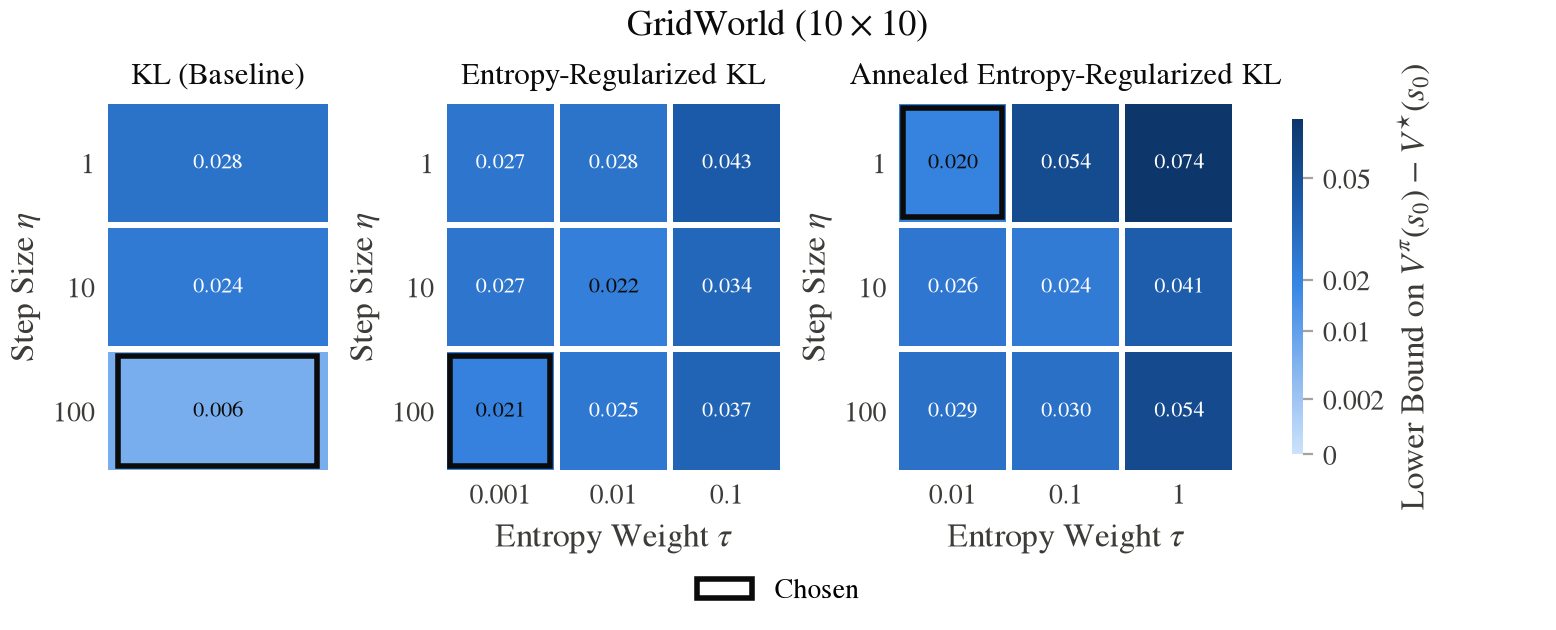 GridWorld (10 × 10)
KL (Baseline)
Step Size η
1
10
100
0.028
0.024
0.006
Entropy-Regularized KL
Step Size η
1
10
100
0.027 0.028 0.043
0.027 0.022 0.034
0.021 0.025 0.037
0.001 0.01 0.1
Entropy Weight τ
Annealed Entropy-Regularized KL
Step Size η
1
10
100
0.020 0.054 0.074
0.026 0.024 0.041
0.029 0.030 0.054
0.01 0.1 1
Entropy Weight τ
0.05
0.02
0.01
0.002
0
Lower Bound on V^π(s₀) − V^★(s₀)
Chosen